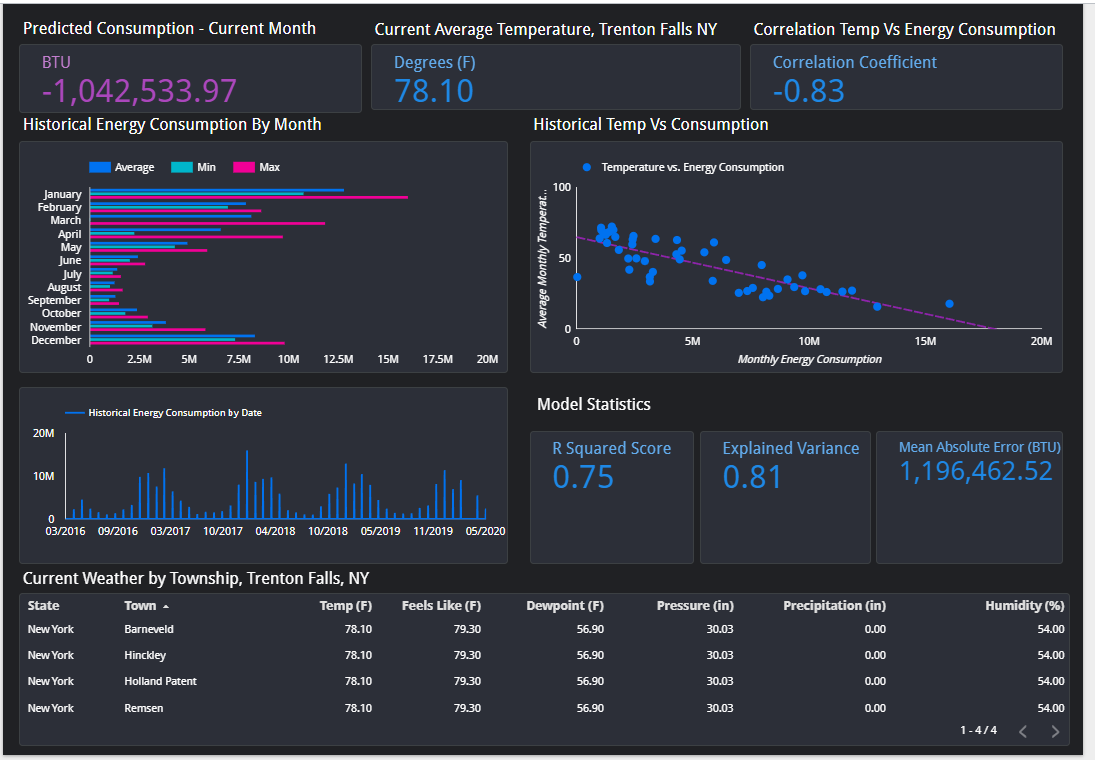 Predicted Consumption - Current Month
Current Average Temperature, Trenton Falls NY
Correlation Temp Vs Energy Consumption
BTU
-1,042,533.97
Degrees (F)
78.10
Correlation Coefficient
-0.83
Historical Energy Consumption By Month
Average Min Max
January
February
March
April
May
June
July
August
September
October
November
December
0 2.5M 5M 7.5M 10M 12.5M 15M 17.5M 20M
Historical Temp Vs Consumption
Temperature vs. Energy Consumption
Average Monthly Temperat...
100
50
0
0 5M 10M 15M 20M
Monthly Energy Consumption
Historical Energy Consumption by Date
20M
10M
0
03/2016 09/2016 03/2017 10/2017 04/2018 10/2018 05/2019 11/2019 05/2020
Model Statistics
R Squared Score
0.75
Explained Variance
0.81
Mean Absolute Error (BTU)
1,196,462.52
Current Weather by Township, Trenton Falls, NY
State Town Temp (F) Feels Like (F) Dewpoint (F) Pressure (in) Precipitation (in) Humidity (%)
New York Barneveld 78.10 79.30 56.90 30.03 0.00 54.00
New York Hinckley 78.10 79.30 56.90 30.03 0.00 54.00
New York Holland Patent 78.10 79.30 56.90 30.03 0.00 54.00
New York Remsen 78.10 79.30 56.90 30.03 0.00 54.00
1 - 4 / 4